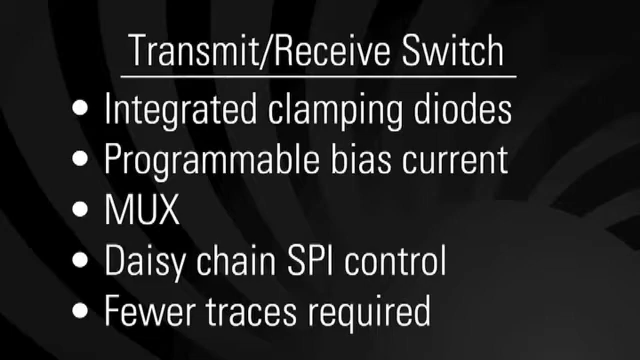 Transmit/Receive Switch
• Integrated clamping diodes
• Programmable bias current
• MUX
• Daisy chain SPI control
• Fewer traces required